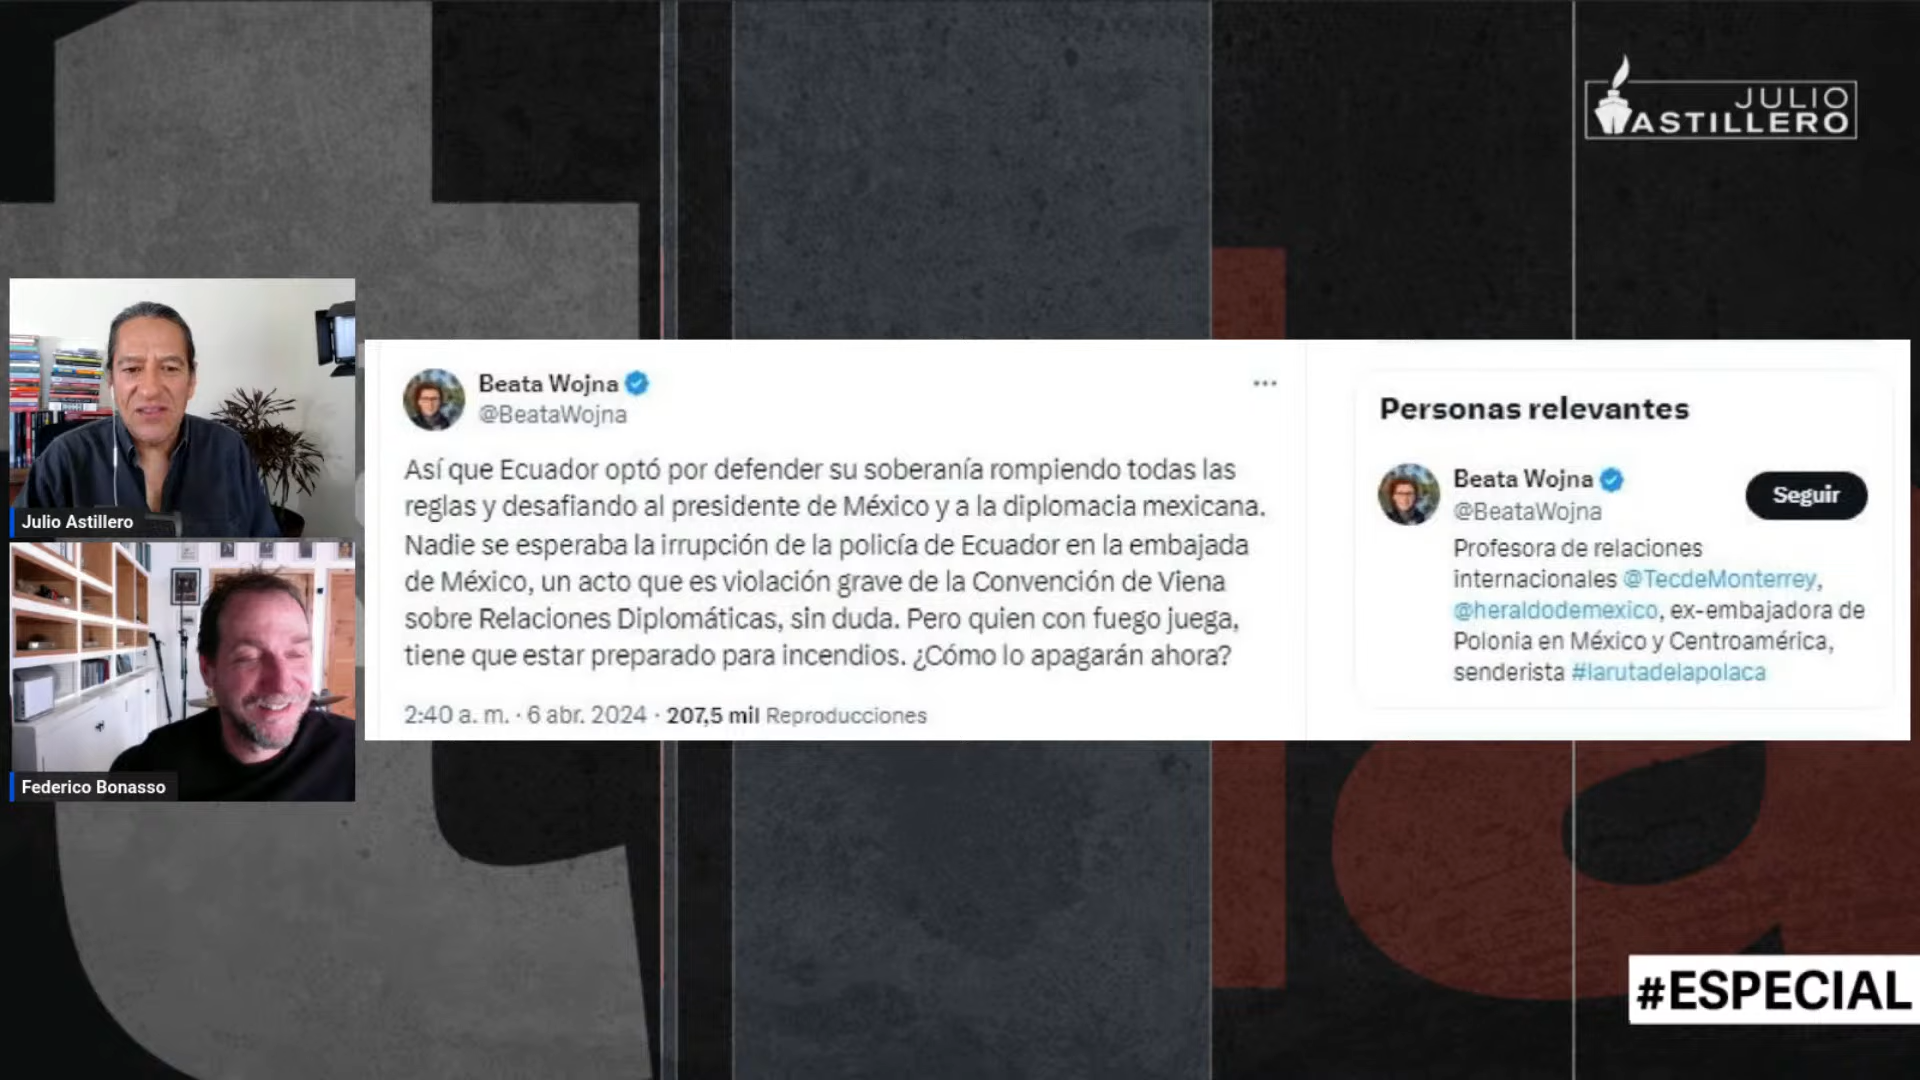 JULIO
ASTILLERO
Julio Astillero
Federico Bonasso
Beata Wojna
@BeataWojna
Así que Ecuador optó por defender su soberanía rompiendo todas las
reglas y desafiando al presidente de México y a la diplomacia mexicana.
Nadie se esperaba la irrupción de la policía de Ecuador en la embajada
de México, un acto que es violación grave de la Convención de Viena
sobre Relaciones Diplomáticas, sin duda. Pero quien con fuego juega,
tiene que estar preparado para incendios. ¿Cómo lo apagarán ahora?
2:40 a. m. · 6 abr. 2024 · 207,5 mil Reproducciones
Personas relevantes
Beata Wojna
@BeataWojna
Seguir
Profesora de relaciones
internacionales @TecdeMonterrey,
@heraldodemexico, ex-embajadora de
Polonia en México y Centroamérica,
senderista #larutadelapolaca
#ESPECIAL